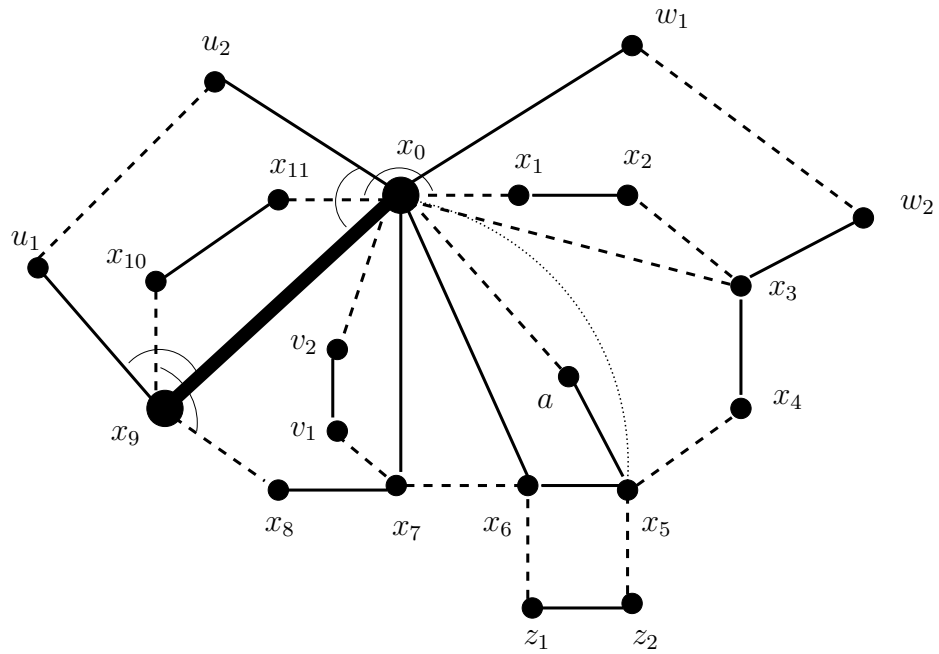 w₁
u₂
x₀
x₁
x₂
x₁₁
w₂
u₁
x₁₀
x₃
v₂
a
x₄
v₁
x₉
x₈
x₇
x₆
x₅
z₁
z₂